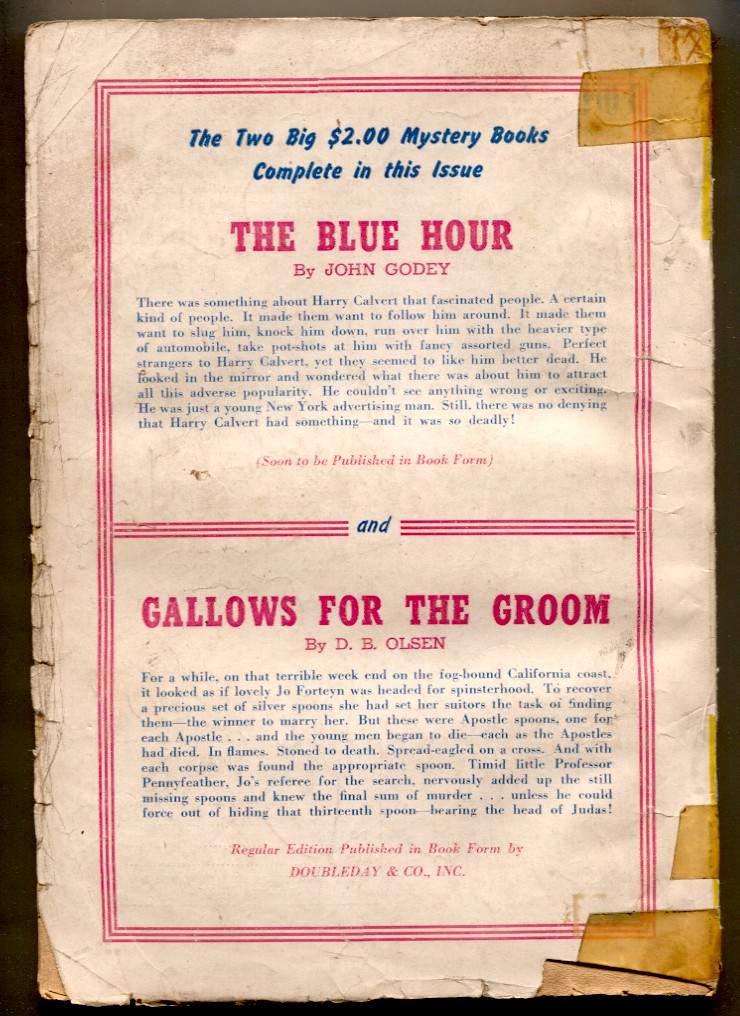 The Two Big $2.00 Mystery Books
Complete in this Issue
THE BLUE HOUR
By JOHN GODEY
There was something about Harry Calvert that fascinated people. A certain
kind of people. It made them want to follow him around. It made them
want to slug him, knock him down, run over him with the heavier type
of automobile, take pot-shots at him with fancy assorted guns. Perfect
strangers to Harry Calvert, yet they seemed to like him better dead. He
looked in the mirror and wondered what there was about him to attract
all this adverse popularity. He couldn't see anything wrong or exciting.
He was just a young New York advertising man. Still, there was no denying
that Harry Calvert had something—and it was so deadly!
(Soon to be Published in Book Form)
and
GALLOWS FOR THE GROOM
By D. B. OLSEN
For a while, on that terrible week end on the fog-bound California coast,
it looked as if lovely Jo Forteyn was headed for spinsterhood. To recover
a precious set of silver spoons she had set her suitors the task of finding
them—the winner to marry her. But these were Apostle spoons, one for
each Apostle . . . and the young men began to die—each as the Apostles
had died. In flames. Stoned to death. Spread-eagled on a cross. And with
each corpse was found the appropriate spoon. Timid little Professor
Pennyfeather, Jo's referee for the search, nervously added up the still
missing spoons and knew the final sum of murder . . . unless he could
force out of hiding that thirteenth spoon—bearing the head of Judas!
Regular Edition Published in Book Form by
DOUBLEDAY & CO., INC.